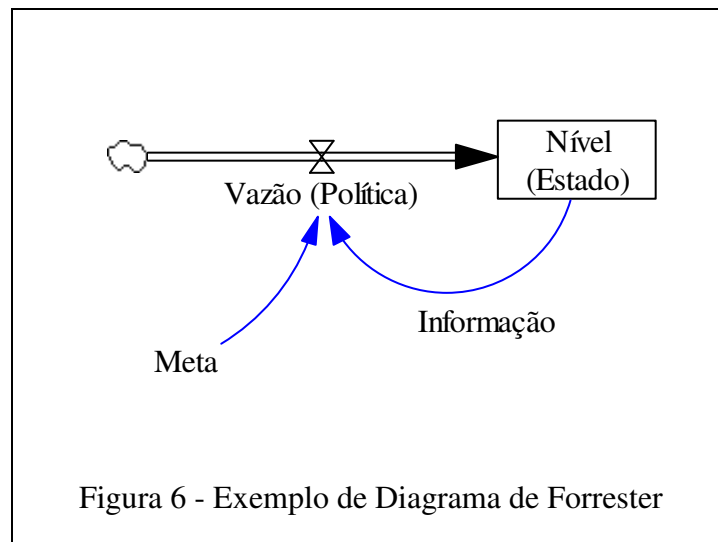 Nível
(Estado)
Vazão (Política)
Informação
Meta
Figura 6 - Exemplo de Diagrama de Forrester